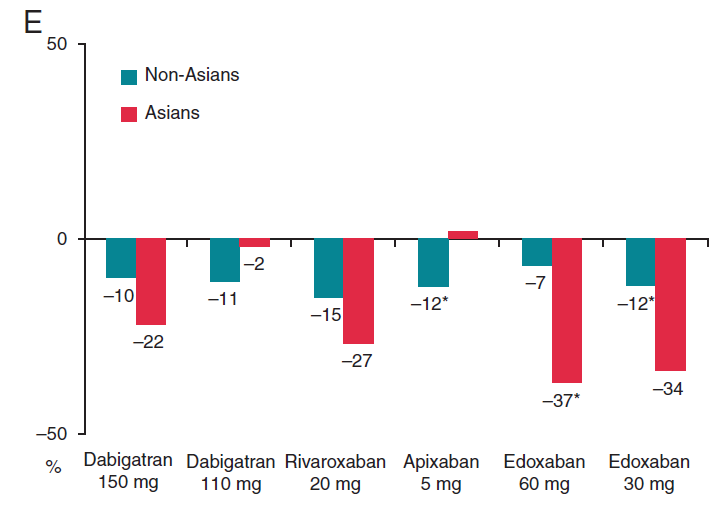 E
50
Non-Asians
Asians
0
–10
–22
–11
–2
–15
–27
–12*
–7
–37*
–12*
–34
–50
%
Dabigatran 150 mg
Dabigatran 110 mg
Rivaroxaban 20 mg
Apixaban 5 mg
Edoxaban 60 mg
Edoxaban 30 mg